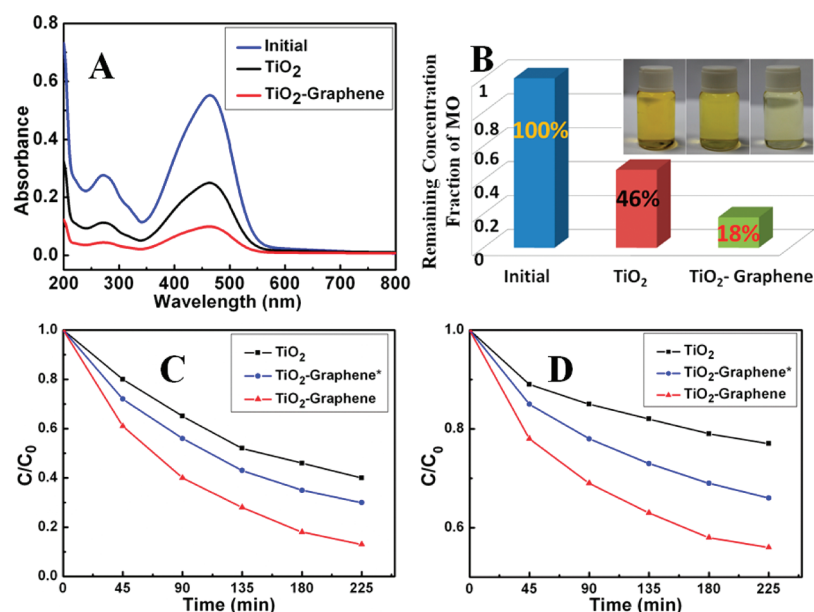 A
Initial
TiO₂
TiO₂-Graphene
Absorbance
0.8
0.6
0.4
0.2
0.0
200 300 400 500 600 700 800
Wavelength (nm)
B
Remaining Concentration
Fraction of MO
1
0.8
0.6
0.4
0.2
0
100%
46%
18%
Initial TiO₂ TiO₂- Graphene
C
TiO₂
TiO₂-Graphene*
TiO₂-Graphene
C/C₀
1.0
0.8
0.6
0.4
0.2
0.0
0 45 90 135 180 225
Time (min)
D
TiO₂
TiO₂-Graphene*
TiO₂-Graphene
C/C₀
1.0
0.8
0.6
0 45 90 135 180 225
Time (min)